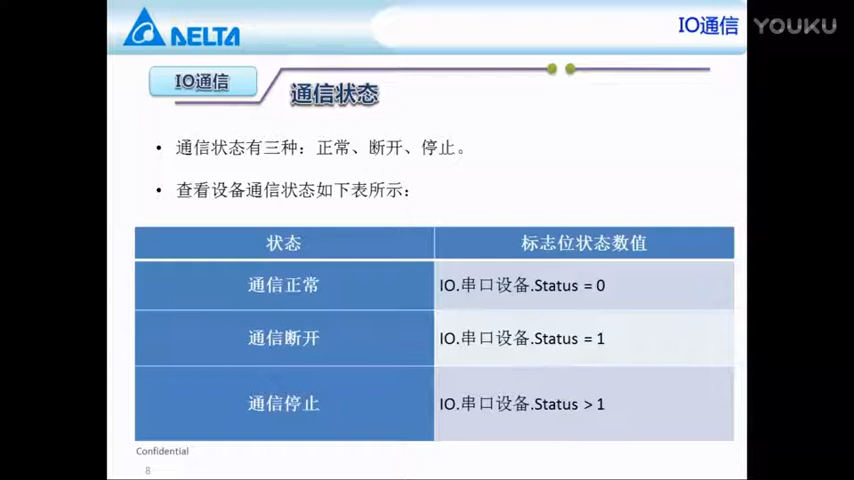 DELTA
IO通信
YOUKU
IO通信
通信状态
• 通信状态有三种：正常、断开、停止。
• 查看设备通信状态如下表所示：
状态 标志位状态数值
通信正常 IO.串口设备.Status = 0
通信断开 IO.串口设备.Status = 1
通信停止 IO.串口设备.Status > 1
Confidential
8